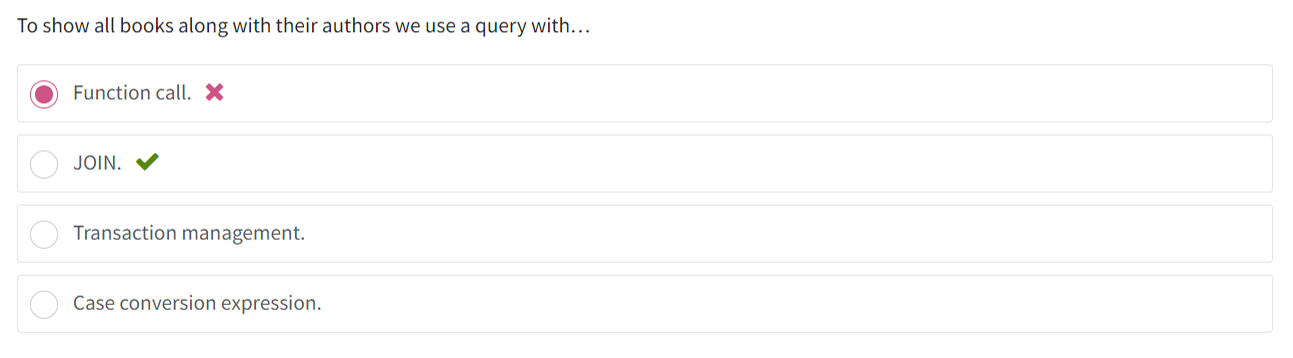 To show all books along with their authors we use a query with...
Function call.
JOIN.
Transaction management.
Case conversion expression.